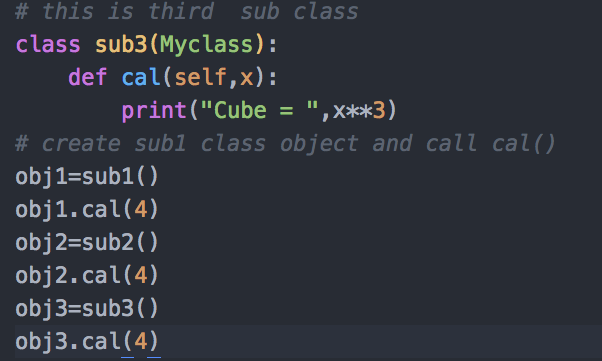 # this is third  sub class
class sub3(Myclass):
    def cal(self,x):
        print("Cube = ",x**3)
# create sub1 class object and call cal()
obj1=sub1()
obj1.cal(4)
obj2=sub2()
obj2.cal(4)
obj3=sub3()
obj3.cal(4)